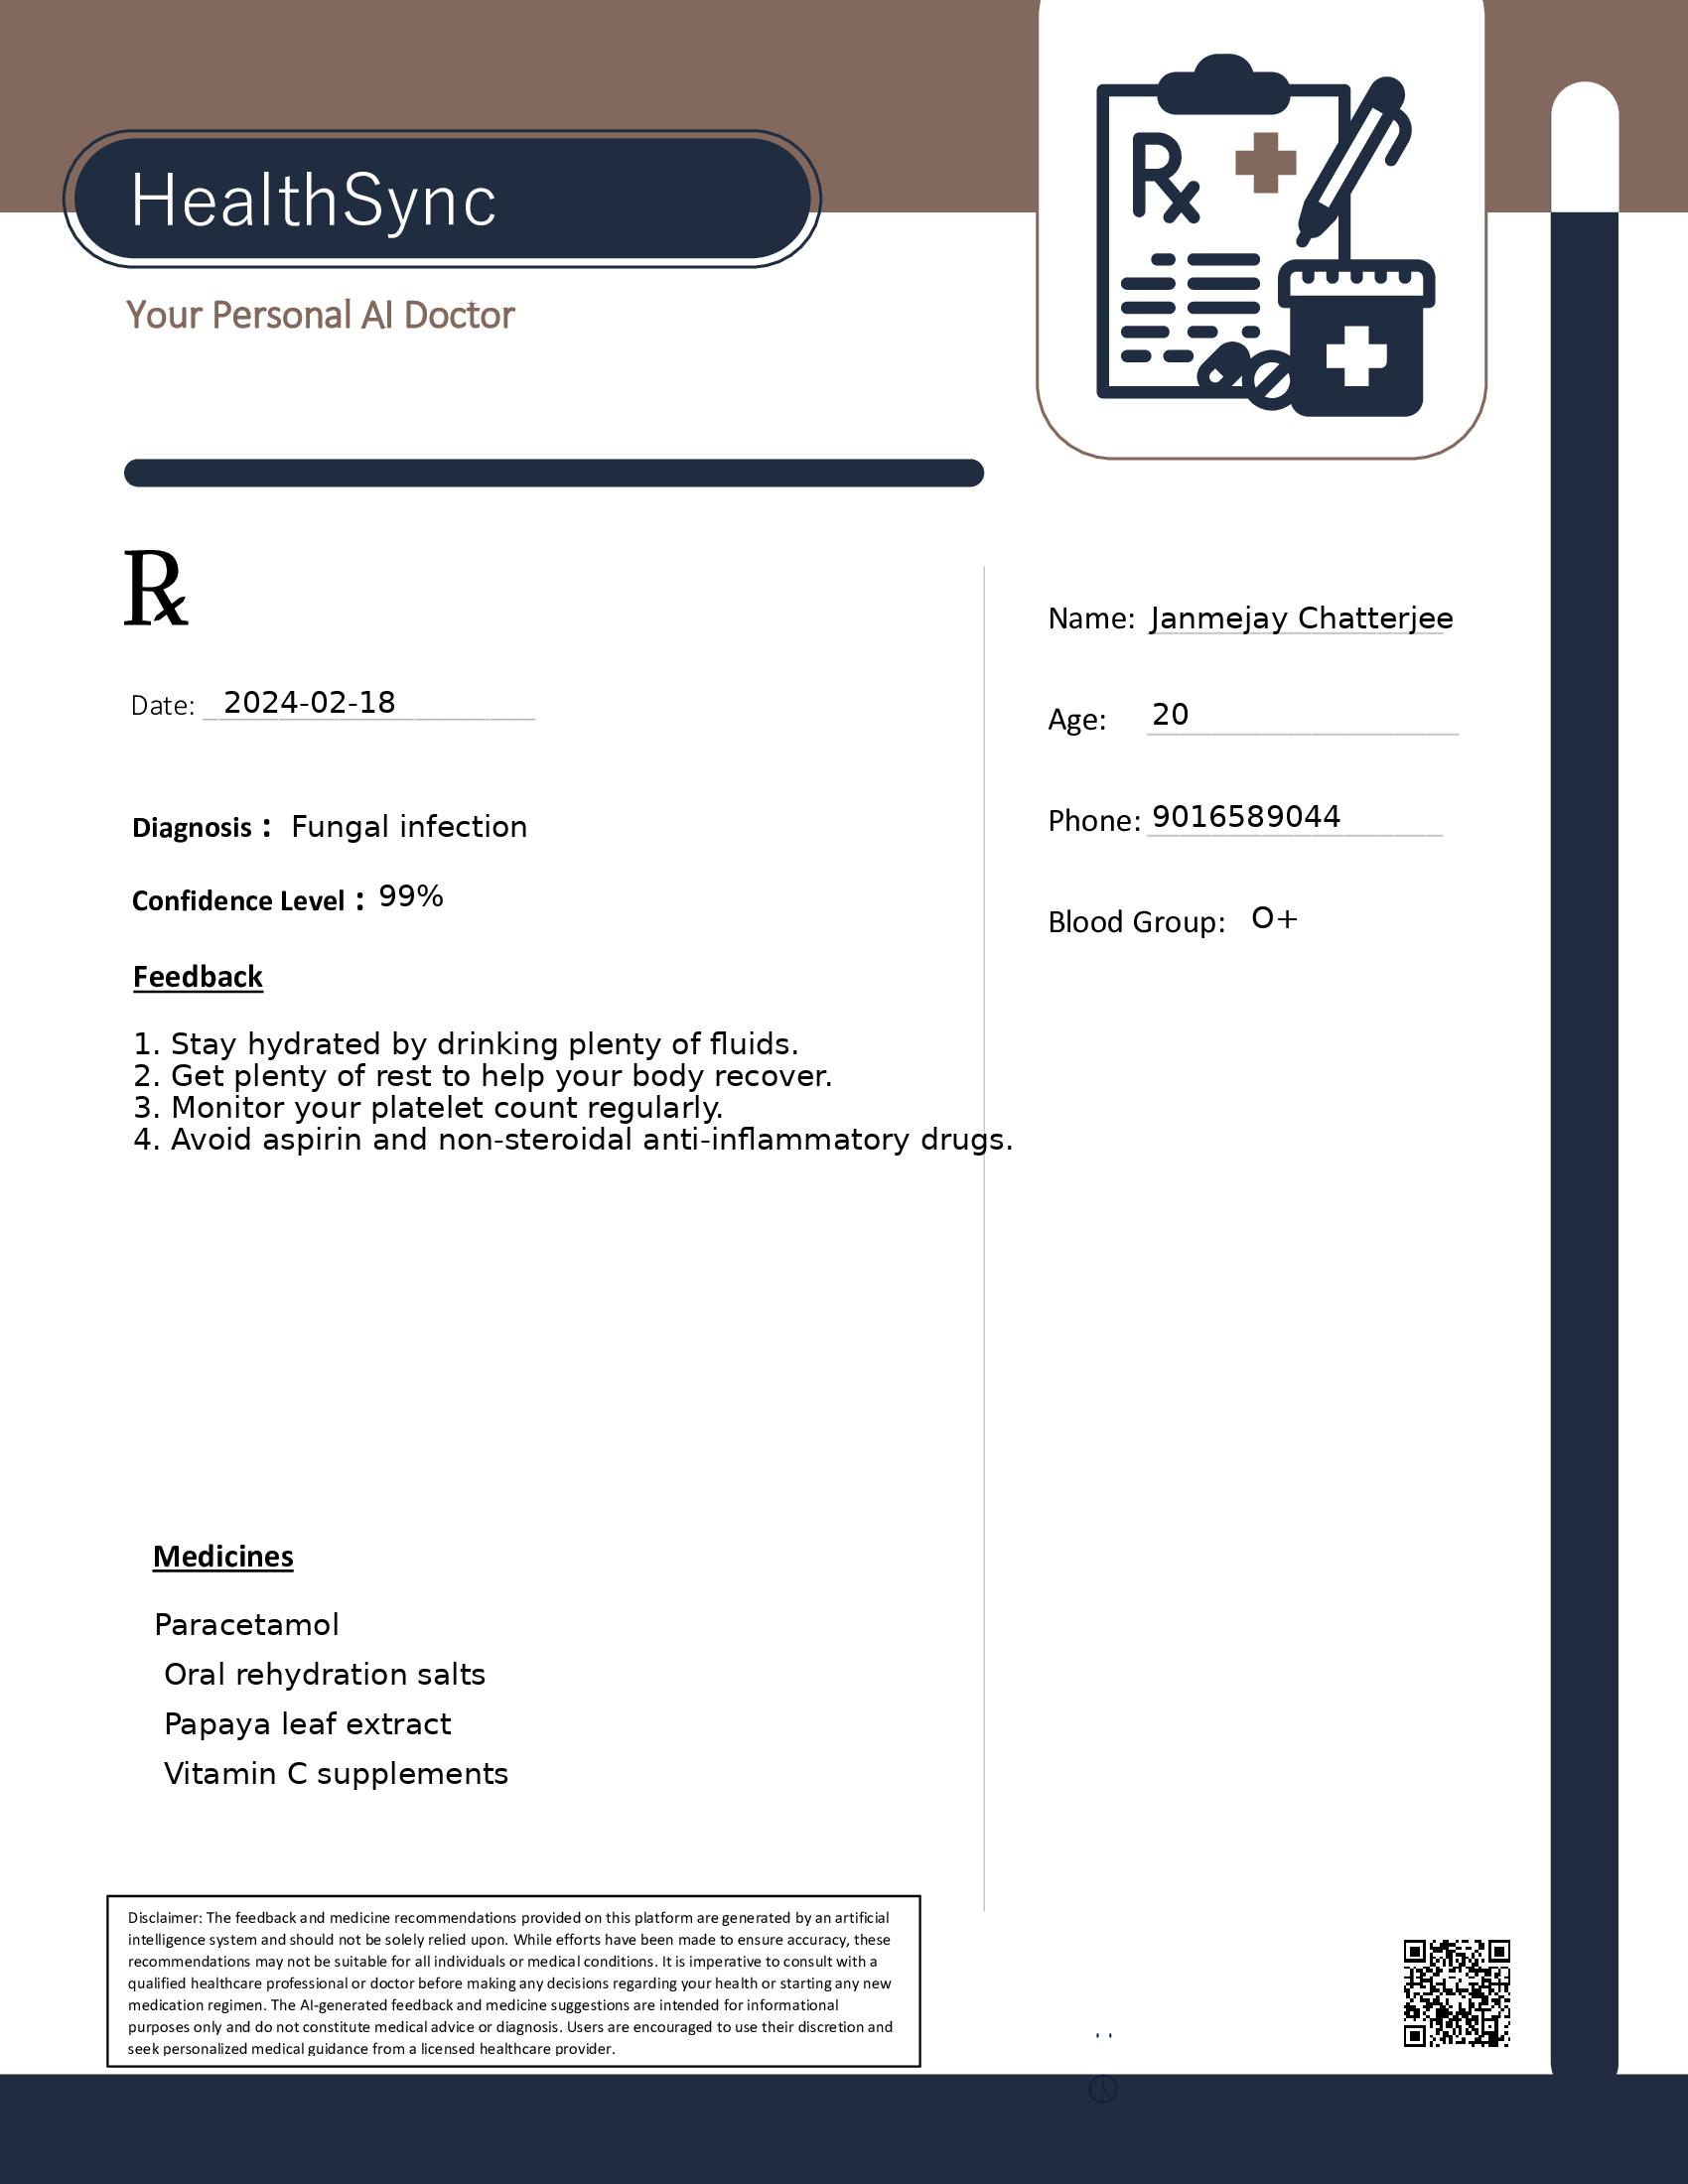 HealthSync
Your Personal AI Doctor
Rx
Rx
Date: 2024-02-18
Diagnosis : Fungal infection
Confidence Level : 99%
Feedback
1. Stay hydrated by drinking plenty of fluids.
2. Get plenty of rest to help your body recover.
3. Monitor your platelet count regularly.
4. Avoid aspirin and non-steroidal anti-inflammatory drugs.
Medicines
Paracetamol
Oral rehydration salts
Papaya leaf extract
Vitamin C supplements
Name: Janmejay Chatterjee
Age: 20
Phone: 9016589044
Blood Group: O+
Disclaimer: The feedback and medicine recommendations provided on this platform are generated by an artificial
intelligence system and should not be solely relied upon. While efforts have been made to ensure accuracy, these
recommendations may not be suitable for all individuals or medical conditions. It is imperative to consult with a
qualified healthcare professional or doctor before making any decisions regarding your health or starting any new
medication regimen. The AI-generated feedback and medicine suggestions are intended for informational
purposes only and do not constitute medical advice or diagnosis. Users are encouraged to use their discretion and
seek personalized medical guidance from a licensed healthcare provider.